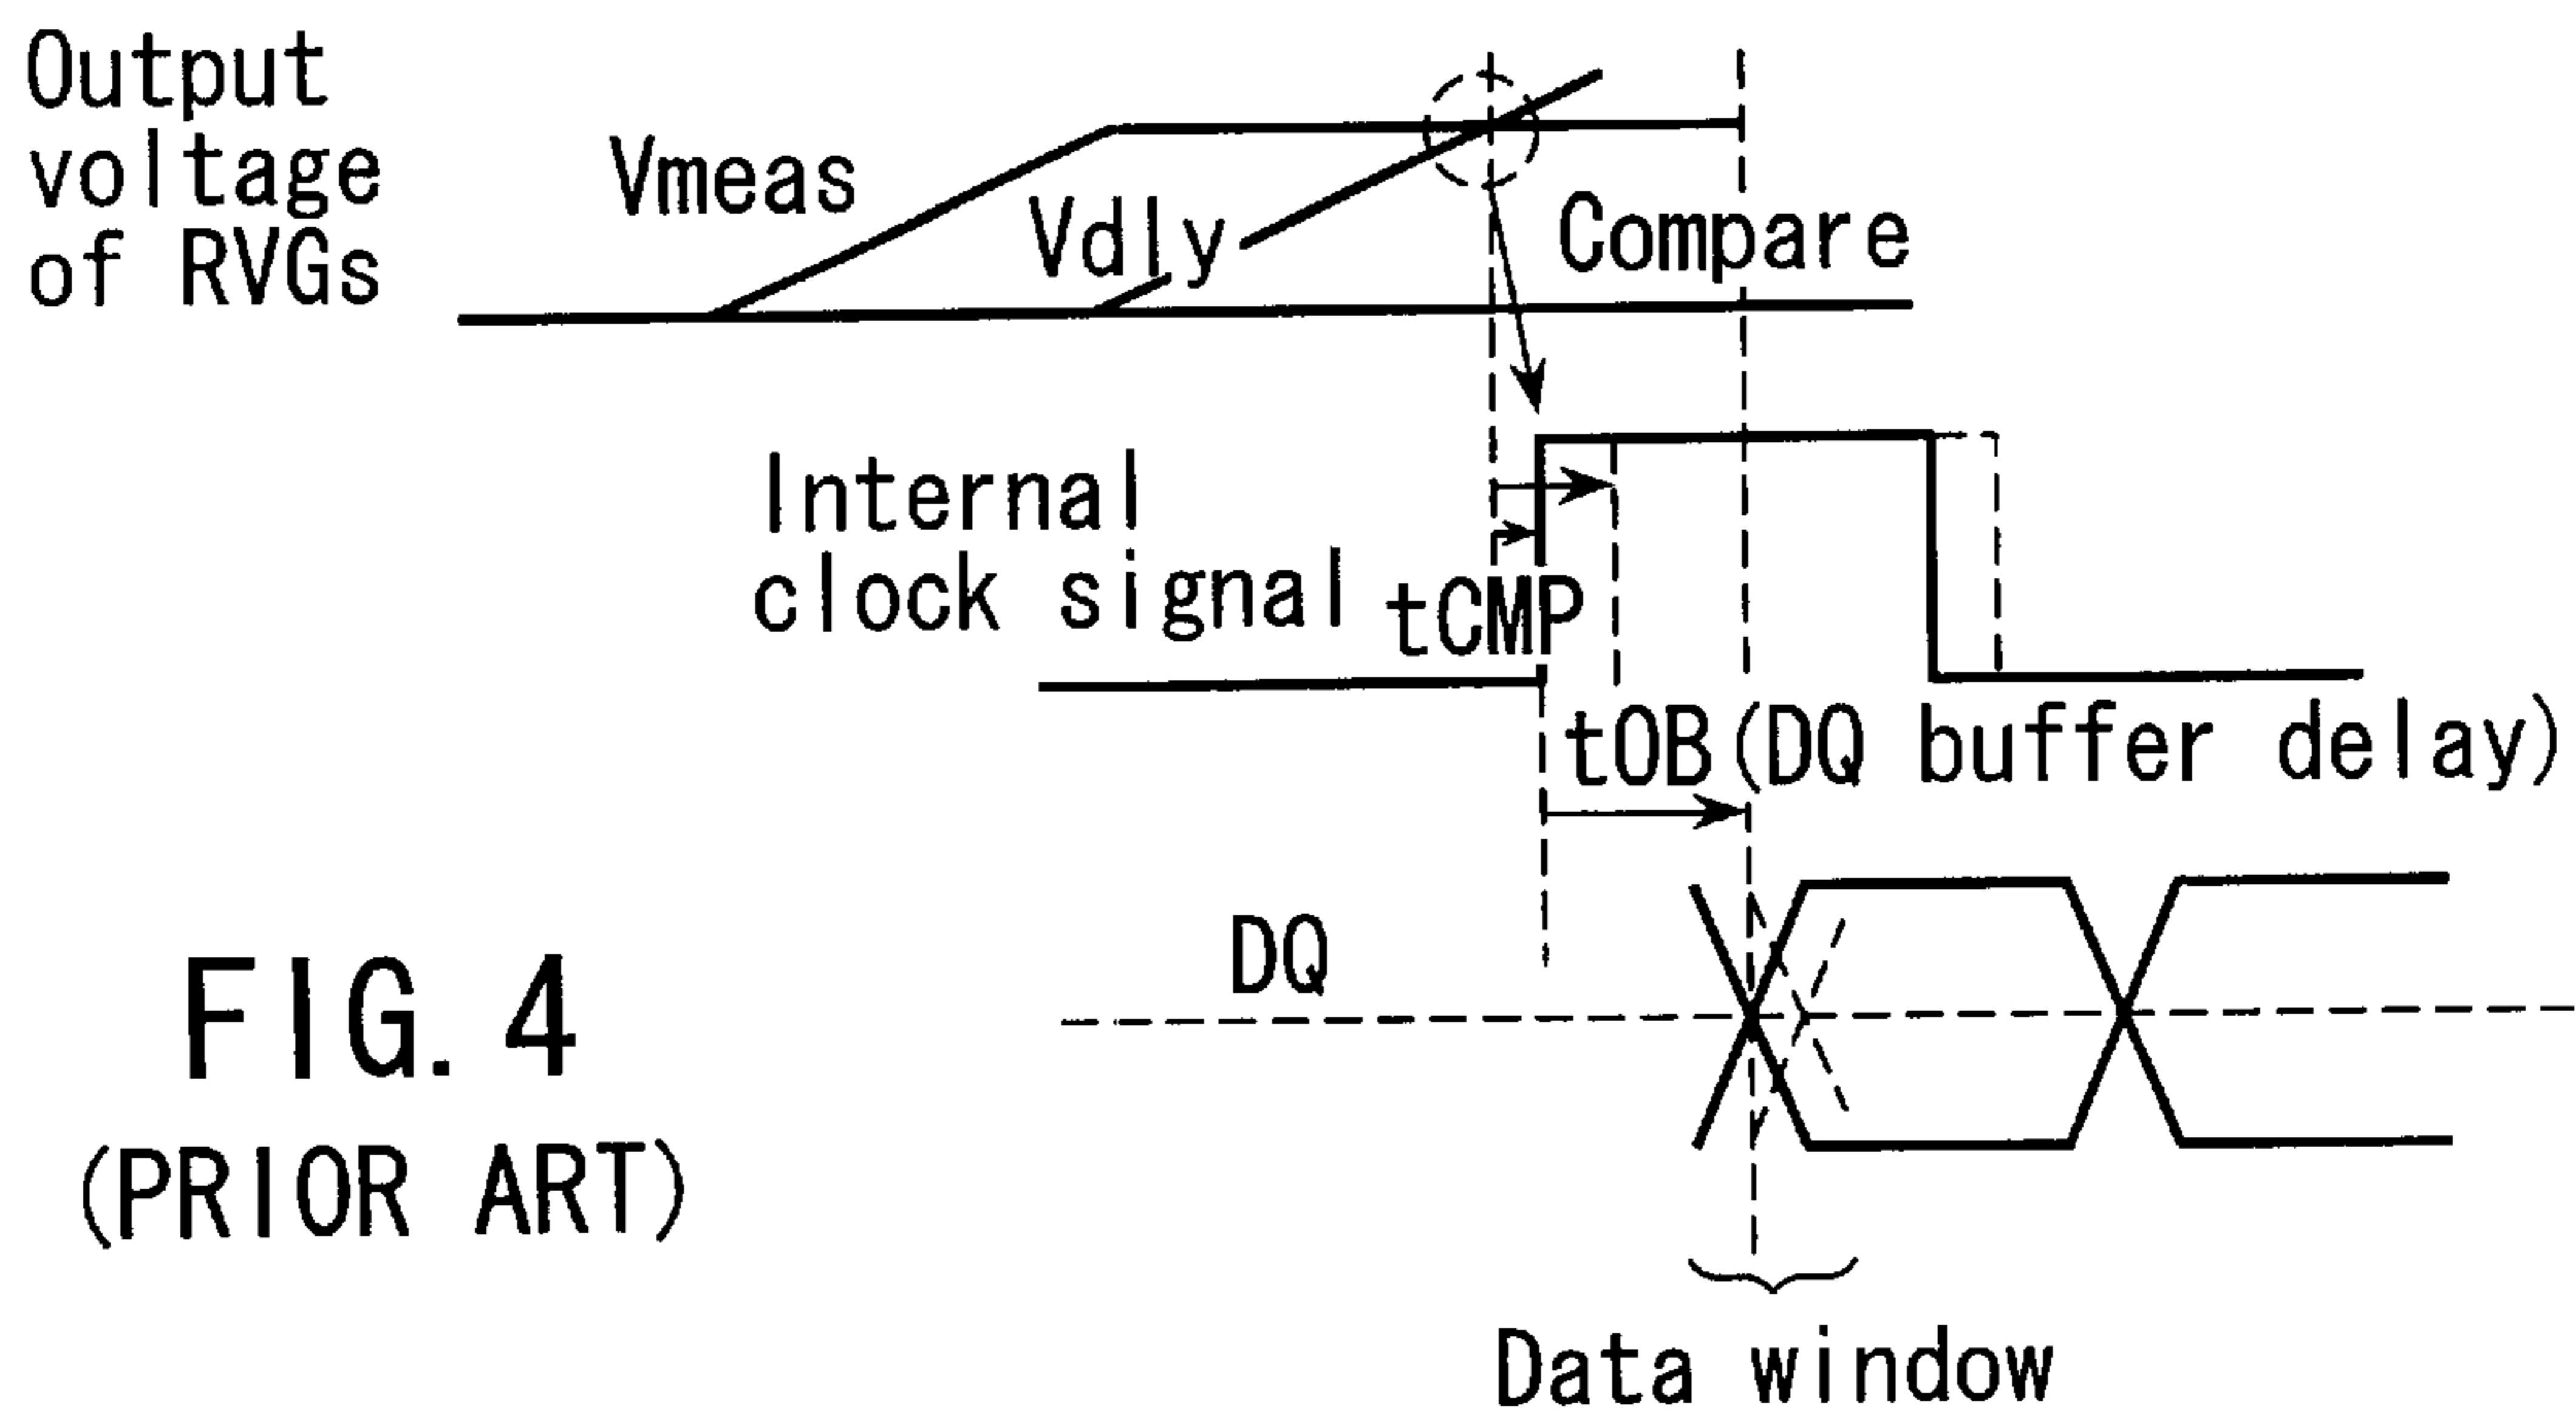 Output
voltage
of RVGs
Vmeas
Vdly
Compare
Internal
clock signal
tCMP
tOB(DQ buffer delay)
DQ
FIG. 4
(PRIOR ART)
Data window